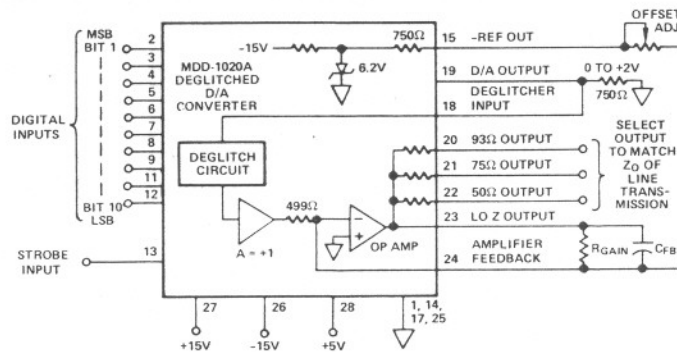 MSB
BIT 1
DIGITAL
INPUTS
BIT 10
LSB
STROBE
INPUT
2
3
4
5
6
7
8
9
11
12
13
MDD-1020A
DEGLITCHED
D/A
CONVERTER
-15V
750Ω
6.2V
DEGLITCH
CIRCUIT
A = +1
499Ω
-
+
OP AMP
15 -REF OUT
OFFSET
ADJ
19 D/A OUTPUT
0 TO +2V
750Ω
DEGLITCHER
18 INPUT
20 93Ω OUTPUT
21 75Ω OUTPUT
22 50Ω OUTPUT
23 LO Z OUTPUT
SELECT
OUTPUT
TO MATCH
ZO OF
LINE
TRANS-
MISSION
AMPLIFIER
24 FEEDBACK
RGAIN
CFB
27
26
28
1, 14,
17, 25
+15V
-15V
+5V